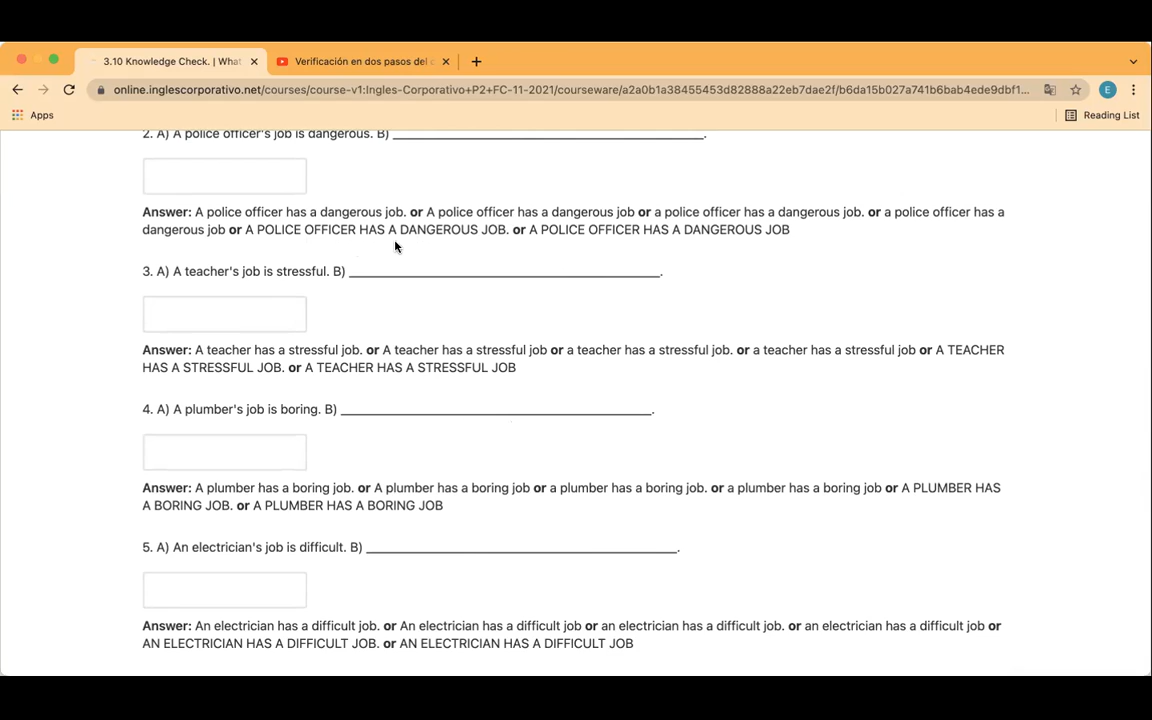 3.10 Knowledge Check. | What
Verificación en dos pasos del c
online.inglescorporativo.net/courses/course-v1:Ingles-Corporativo+P2+FC-11-2021/courseware/a2a0b1a38455453d82888a22eb7dae2f/b6da15b027a741b6bab4ede9dbf1...
E
Apps
Reading List
2. A) A police officer's job is dangerous. B) ________________________________________.
Answer: A police officer has a dangerous job. or A police officer has a dangerous job or a police officer has a dangerous job. or a police officer has a
dangerous job or A POLICE OFFICER HAS A DANGEROUS JOB. or A POLICE OFFICER HAS A DANGEROUS JOB
3. A) A teacher's job is stressful. B) ________________________________________.
Answer: A teacher has a stressful job. or A teacher has a stressful job or a teacher has a stressful job. or a teacher has a stressful job or A TEACHER
HAS A STRESSFUL JOB. or A TEACHER HAS A STRESSFUL JOB
4. A) A plumber's job is boring. B) ________________________________________.
Answer: A plumber has a boring job. or A plumber has a boring job or a plumber has a boring job. or a plumber has a boring job or A PLUMBER HAS
A BORING JOB. or A PLUMBER HAS A BORING JOB
5. A) An electrician's job is difficult. B) ________________________________________.
Answer: An electrician has a difficult job. or An electrician has a difficult job or an electrician has a difficult job. or an electrician has a difficult job or
AN ELECTRICIAN HAS A DIFFICULT JOB. or AN ELECTRICIAN HAS A DIFFICULT JOB